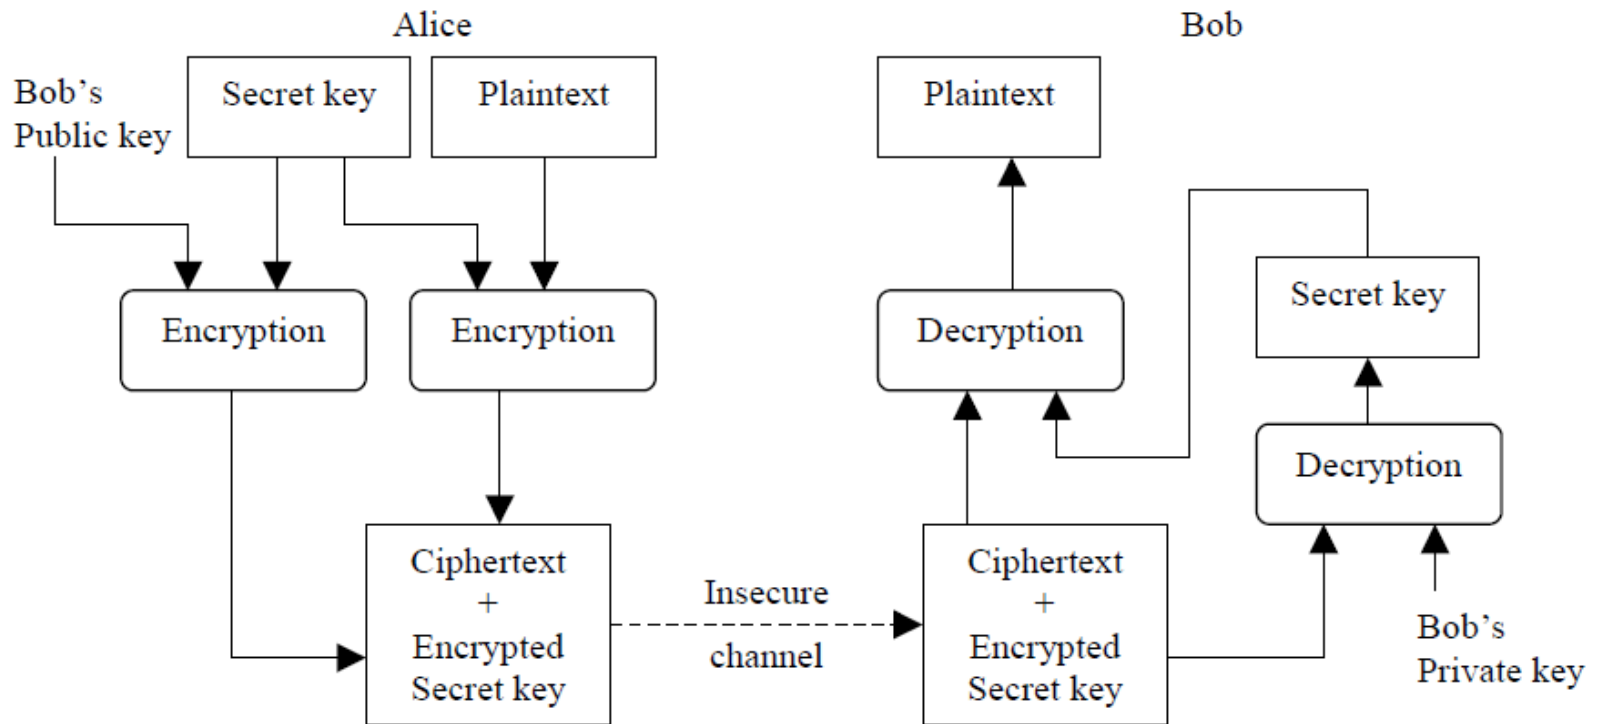 Alice
Bob
Bob’s
Public key
Secret key
Plaintext
Plaintext
Encryption
Encryption
Decryption
Secret key
Decryption
Ciphertext
+
Encrypted
Secret key
Insecure
channel
Ciphertext
+
Encrypted
Secret key
Bob’s
Private key